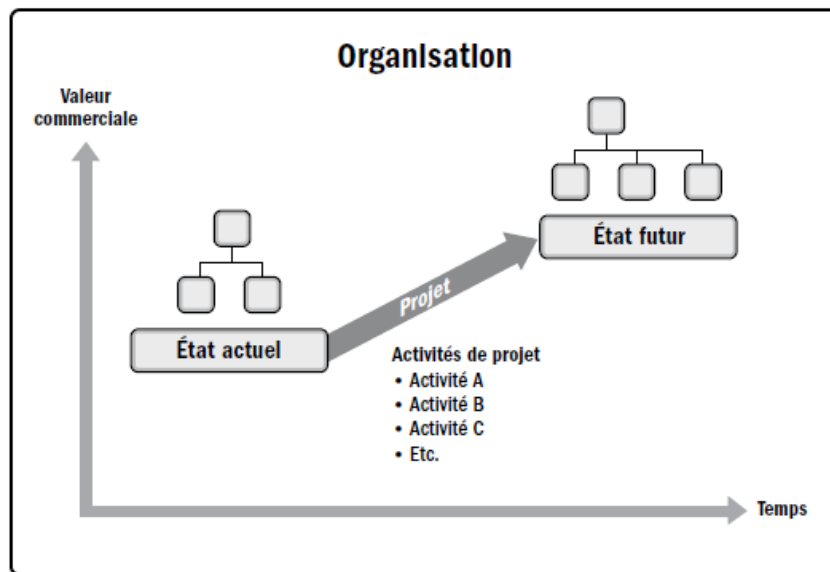 Organisation
Valeur
commerciale
État futur
Projet
État actuel
Activités de projet
• Activité A
• Activité B
• Activité C
• Etc.
Temps